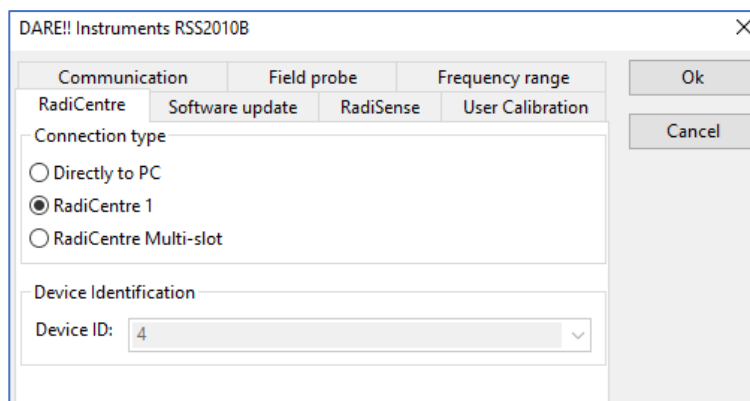 DARE!! Instruments RSS2010B
Communication Field probe Frequency range
RadiCentre Software update RadiSense User Calibration
Ok
Cancel
Connection type
Directly to PC
RadiCentre 1
RadiCentre Multi-slot
Device Identification
Device ID: 4